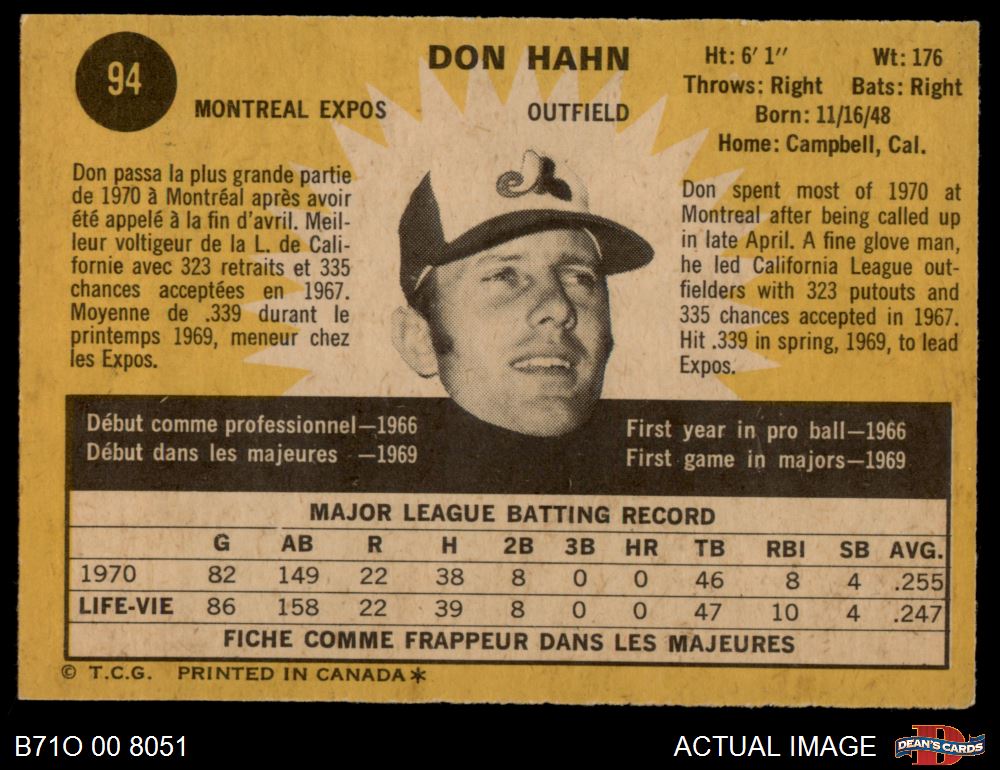 94
DON HAHN
MONTREAL EXPOS OUTFIELD
Ht: 6' 1" Wt: 176
Throws: Right Bats: Right
Born: 11/16/48
Home: Campbell, Cal.
Don passa la plus grande partie
de 1970 à Montréal après avoir
été appelé à la fin d'avril. Meil-
leur voltigeur de la L. de Cali-
fornie avec 323 retraits et 335
chances acceptées en 1967.
Moyenne de .339 durant le
printemps 1969, meneur chez
les Expos.
Don spent most of 1970 at
Montreal after being called up
in late April. A fine glove man,
he led California League out-
fielders with 323 putouts and
335 chances accepted in 1967.
Hit .339 in spring, 1969, to lead
Expos.
Début comme professionnel—1966
Début dans les majeures —1969
First year in pro ball—1966
First game in majors—1969
MAJOR LEAGUE BATTING RECORD
G AB R H 2B 3B HR TB RBI SB AVG.
1970 82 149 22 38 8 0 0 46 8 4 .255
LIFE-VIE 86 158 22 39 8 0 0 47 10 4 .247
FICHE COMME FRAPPEUR DANS LES MAJEURES
© T.C.G. PRINTED IN CANADA*
B71O 00 8051
ACTUAL IMAGE
D
DEAN'S CARDS